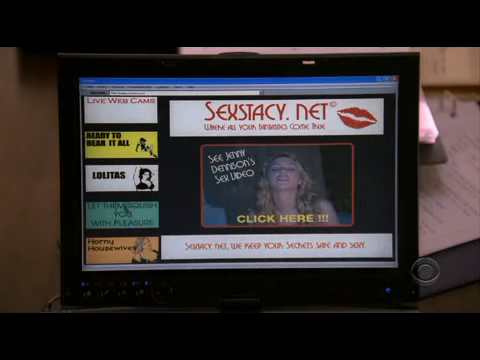 LIVE WEB CAMS
SEXSTACY.NET©
WHERE ALL YOUR FANTASIES COME TRUE
READY TO
BEAR IT ALL
SEE JENNY
DENNISON'S
SEX VIDEO
LOLITAS
LET THEM SQUISH
YOU
WITH PLEASURE
CLICK HERE !!!
HORNY
HOUSEWIVES
SEXSTACY.NET, WE KEEP YOUR SECRETS SAFE AND SEXY.